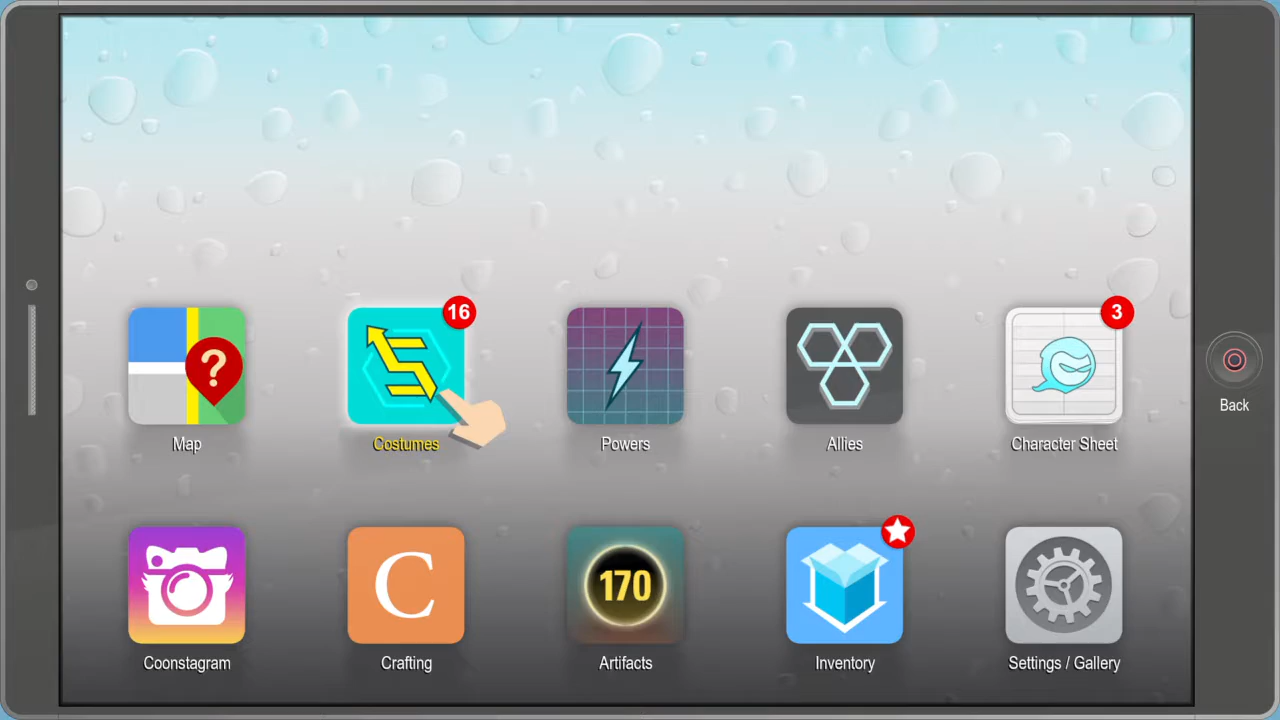 16
3
?
Map
Costumes
Powers
Allies
Character Sheet
Back
C
170
Coonstagram
Crafting
Artifacts
Inventory
Settings / Gallery